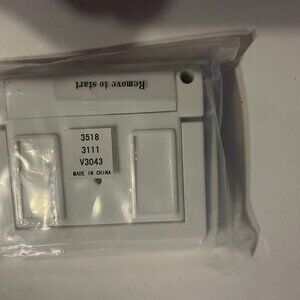 Remove to start
3518
3111
V3043
MADE IN CHINA